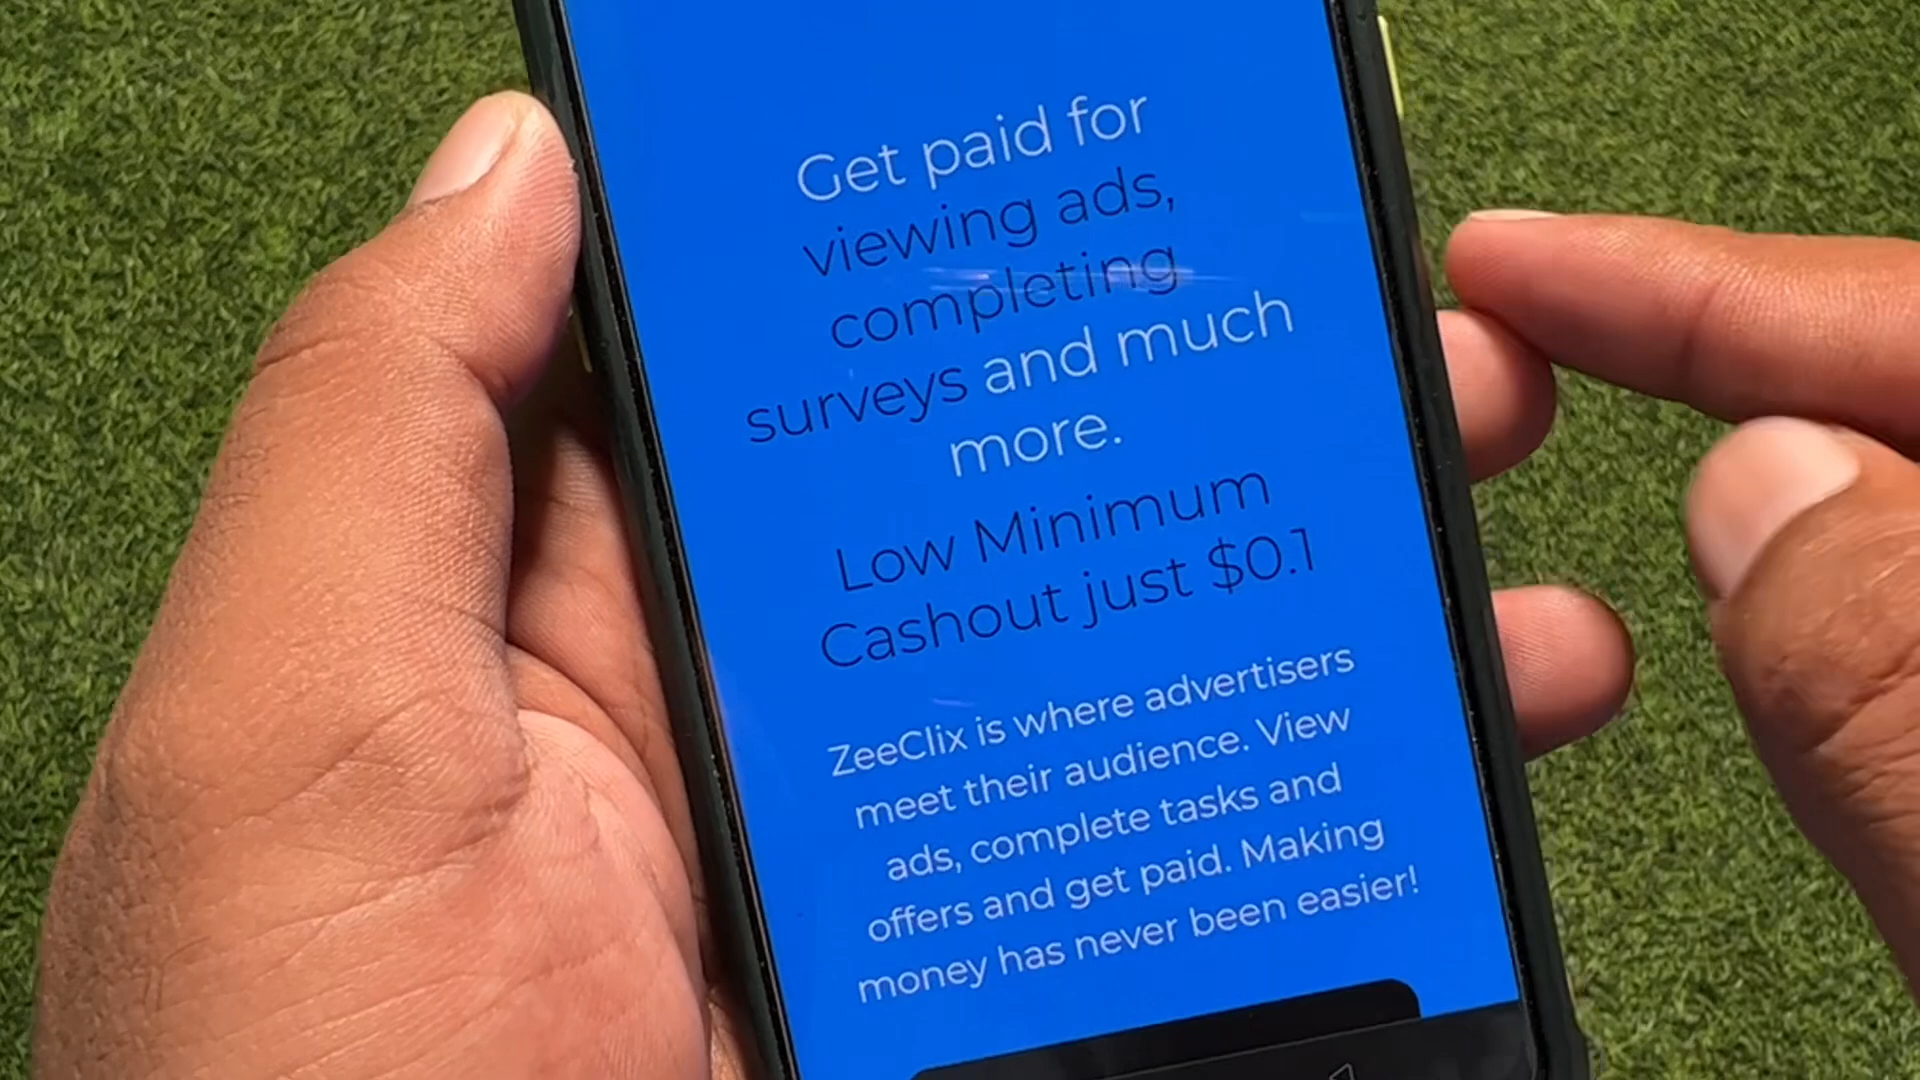 Get paid for
viewing ads,
completing
surveys and much
more.
Low Minimum
Cashout just $0.1
ZeeClix is where advertisers
meet their audience. View
ads, complete tasks and
offers and get paid. Making
money has never been easier!